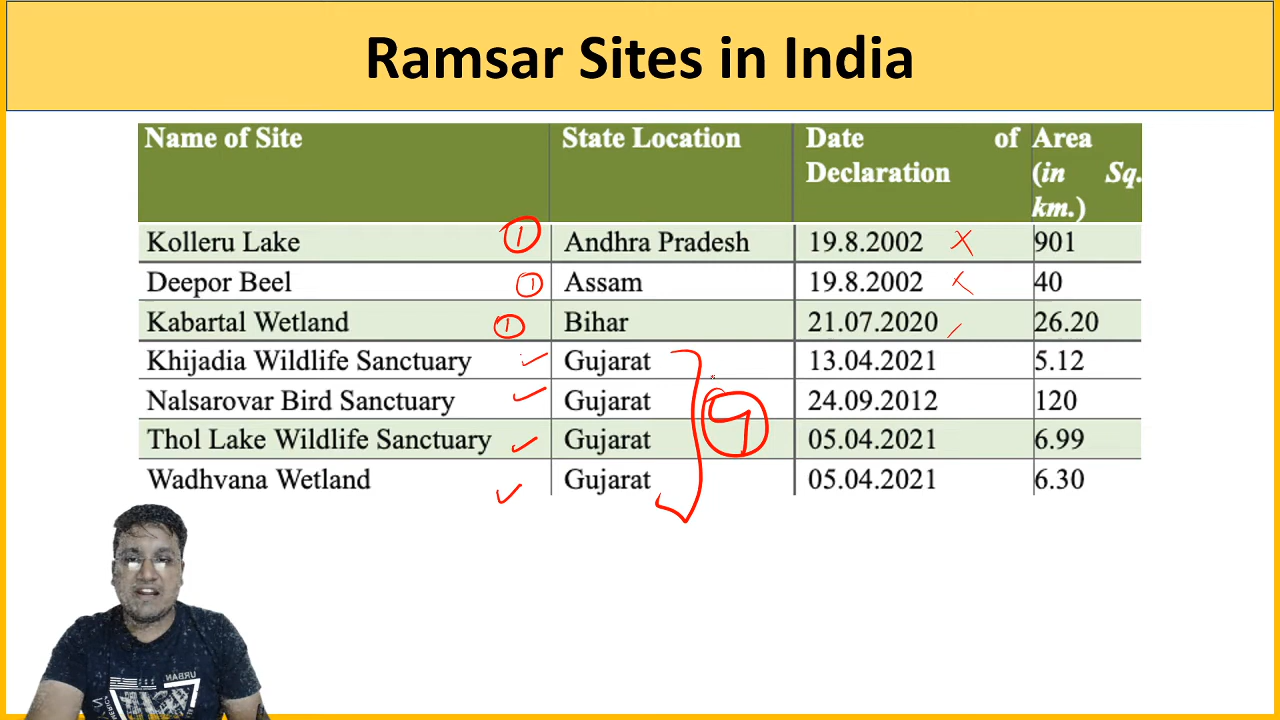 Ramsar Sites in India
Name of Site State Location Date of Declaration Area (in Sq. km.)
Kolleru Lake 1 Andhra Pradesh 19.8.2002 901
Deepor Beel 1 Assam 19.8.2002 40
Kabartal Wetland 1 Bihar 21.07.2020 26.20
Khijadia Wildlife Sanctuary Gujarat 13.04.2021 5.12
Nalsarovar Bird Sanctuary Gujarat 24.09.2012 120
Thol Lake Wildlife Sanctuary Gujarat 05.04.2021 6.99
Wadhvana Wetland Gujarat 05.04.2021 6.30
URBAN